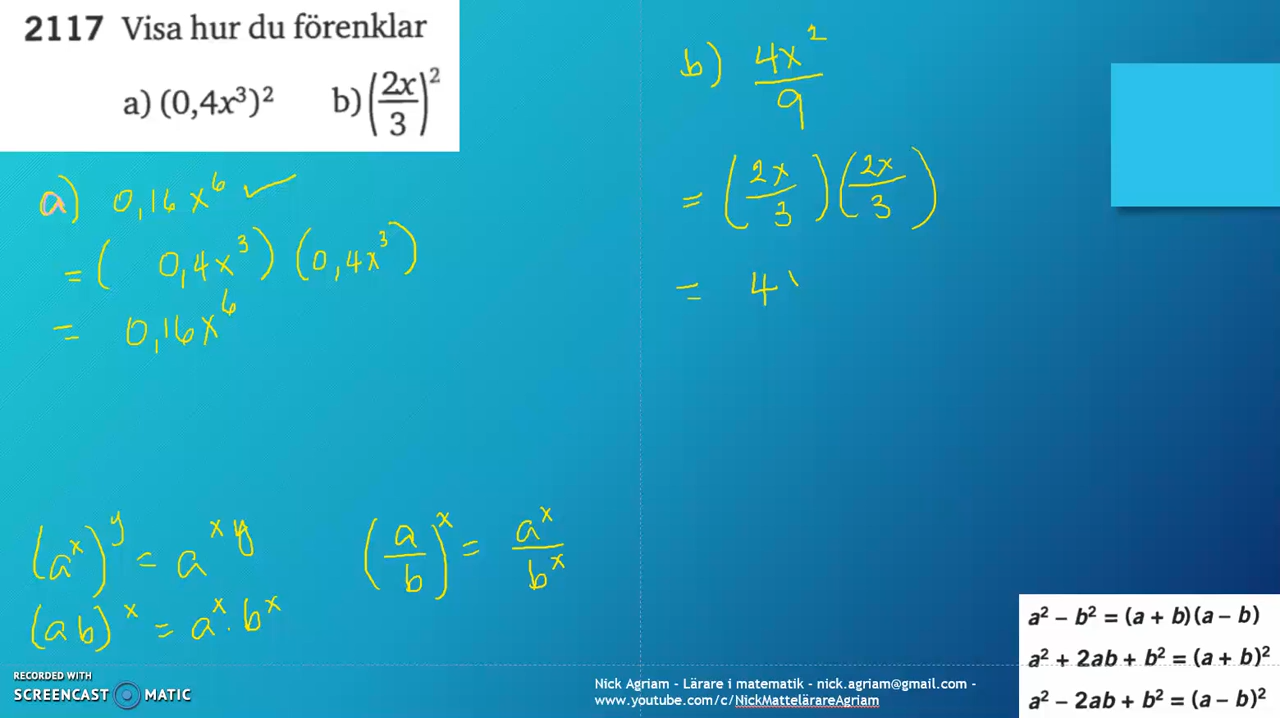 2117 Visa hur du förenklar
a) (0,4x³)² b) (2x/3)²
a) 0,16x⁶ ✓
= ( 0,4x³) (0,4x³)
= 0,16x⁶
b) 4x²/9
= (2x/3)(2x/3)
= 4
(aˣ)ʸ = aˣʸ
(ab)ˣ = aˣ · bˣ
(a/b)ˣ = aˣ/bˣ
a² − b² = (a + b)(a − b)
a² + 2ab + b² = (a + b)²
a² − 2ab + b² = (a − b)²
RECORDED WITH
SCREENCAST MATIC
Nick Agriam - Lärare i matematik - nick.agriam@gmail.com -
www.youtube.com/c/NickMattelärareAgriam